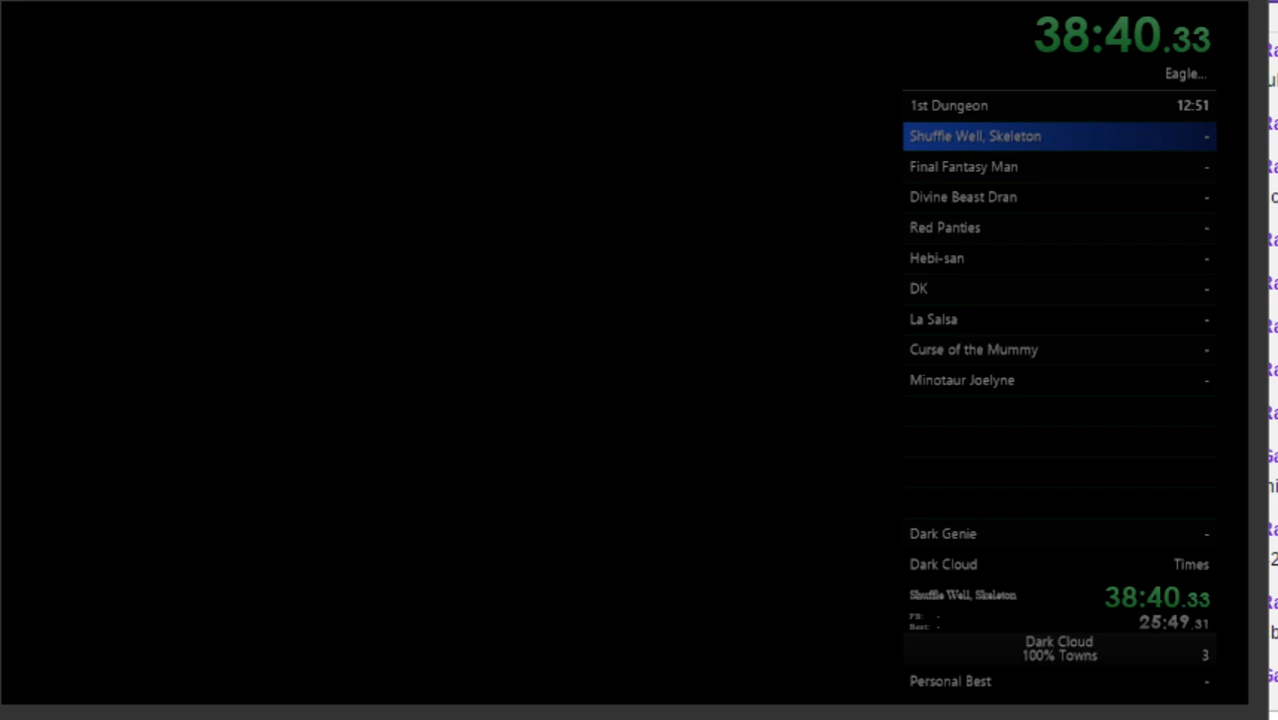 38:40.33
Eagle...
1st Dungeon 12:51
Shuffle Well, Skeleton -
Final Fantasy Man -
Divine Beast Dran -
Red Panties -
Hebi-san -
DK -
La Salsa -
Curse of the Mummy -
Minotaur Joelyne -
Dark Genie -
Dark Cloud Times
Shuffle Well, Skeleton 38:40.33
PB: -
Best: - 25:49.31
Dark Cloud
100% Towns 3
Personal Best -